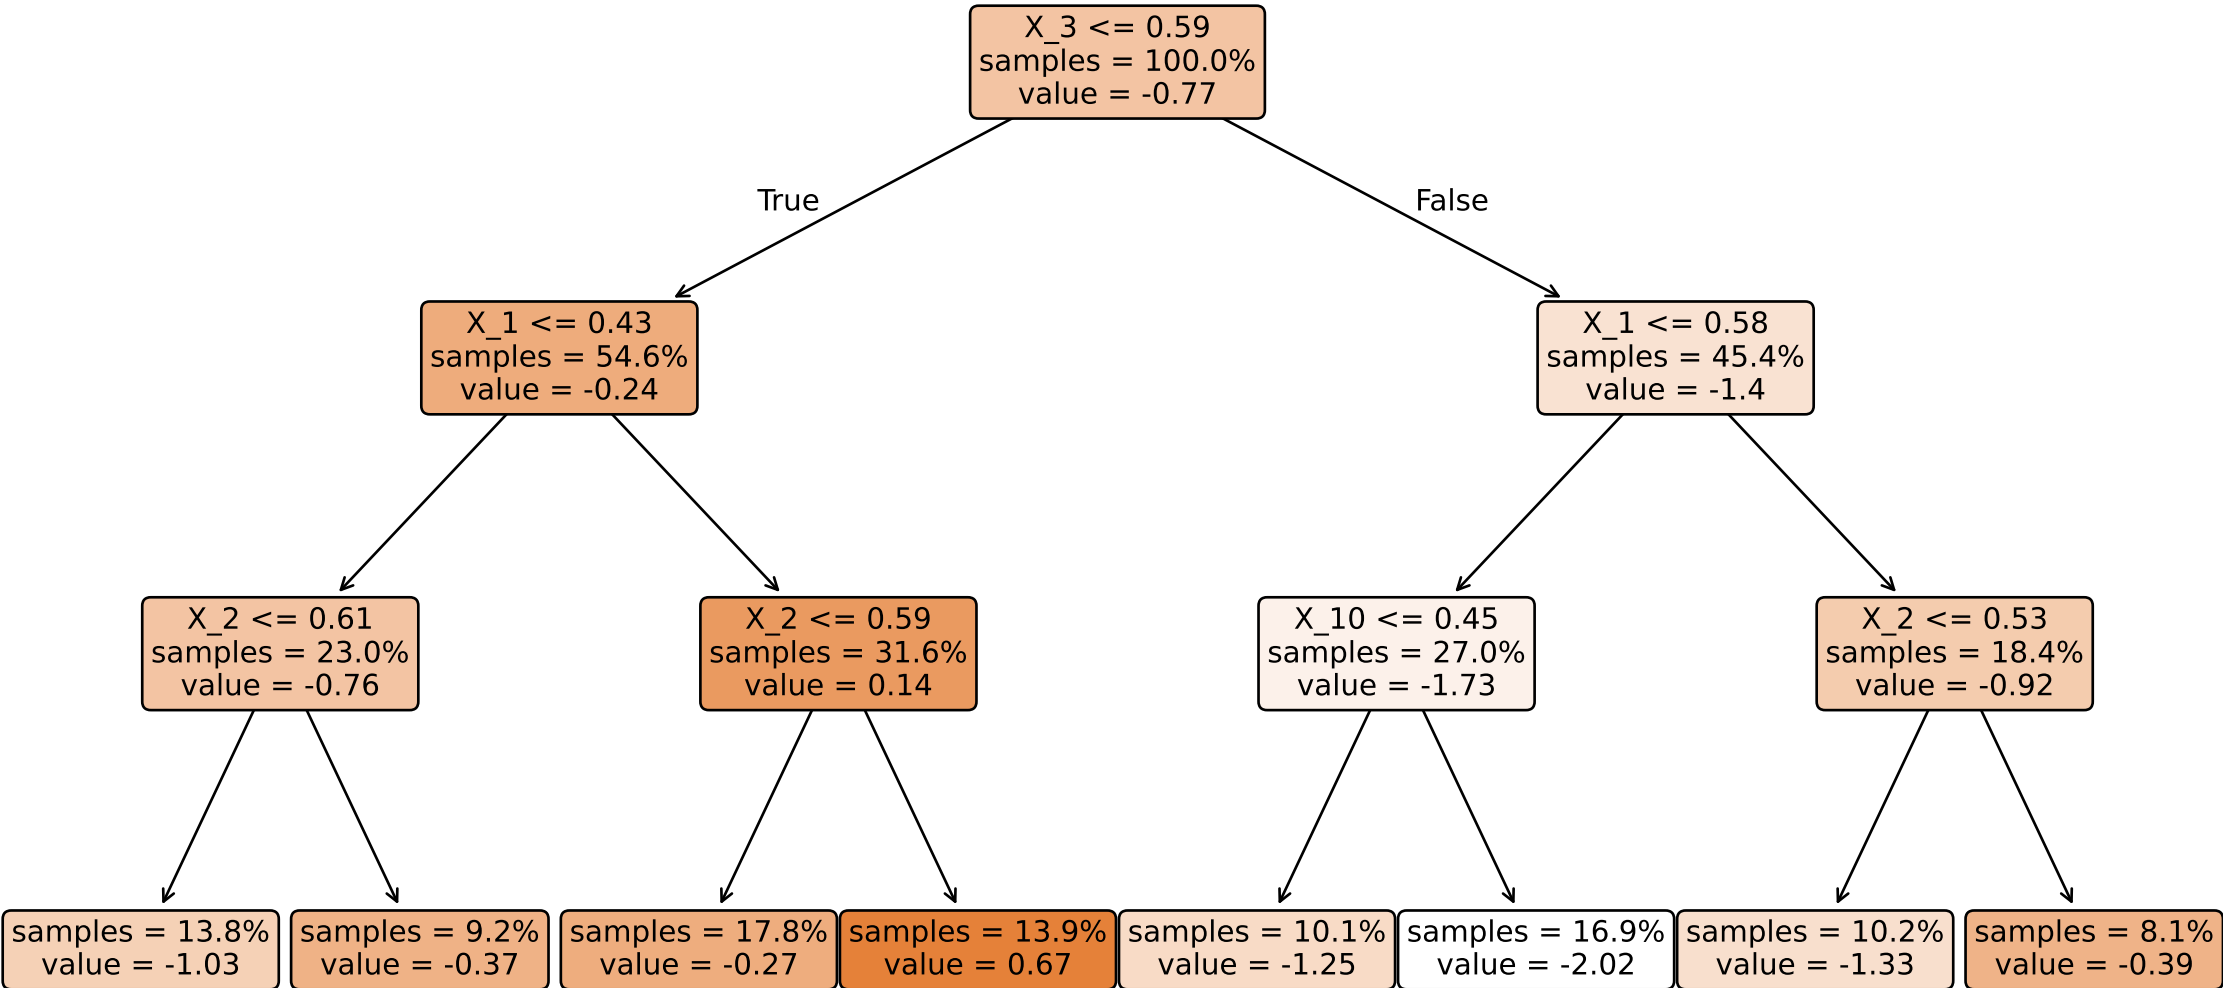 X_3 <= 0.59
samples = 100.0%
value = -0.77
True
False
X_1 <= 0.43
samples = 54.6%
value = -0.24
X_1 <= 0.58
samples = 45.4%
value = -1.4
X_2 <= 0.61
samples = 23.0%
value = -0.76
X_2 <= 0.59
samples = 31.6%
value = 0.14
X_10 <= 0.45
samples = 27.0%
value = -1.73
X_2 <= 0.53
samples = 18.4%
value = -0.92
samples = 13.8%
value = -1.03
samples = 9.2%
value = -0.37
samples = 17.8%
value = -0.27
samples = 13.9%
value = 0.67
samples = 10.1%
value = -1.25
samples = 16.9%
value = -2.02
samples = 10.2%
value = -1.33
samples = 8.1%
value = -0.39